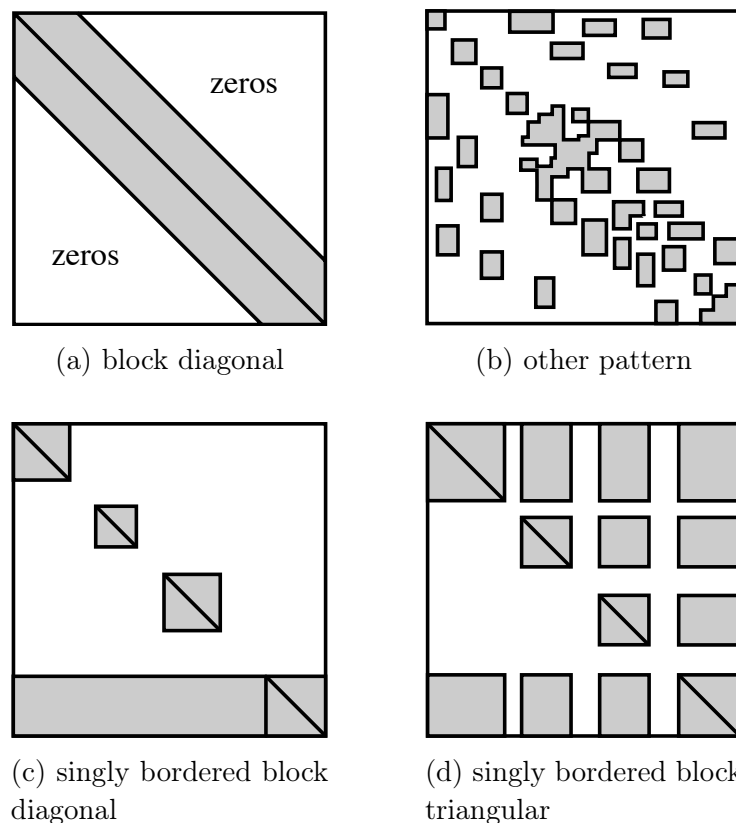 zeros
zeros
(a) block diagonal
(b) other pattern
(c) singly bordered block
diagonal
(d) singly bordered block
triangular